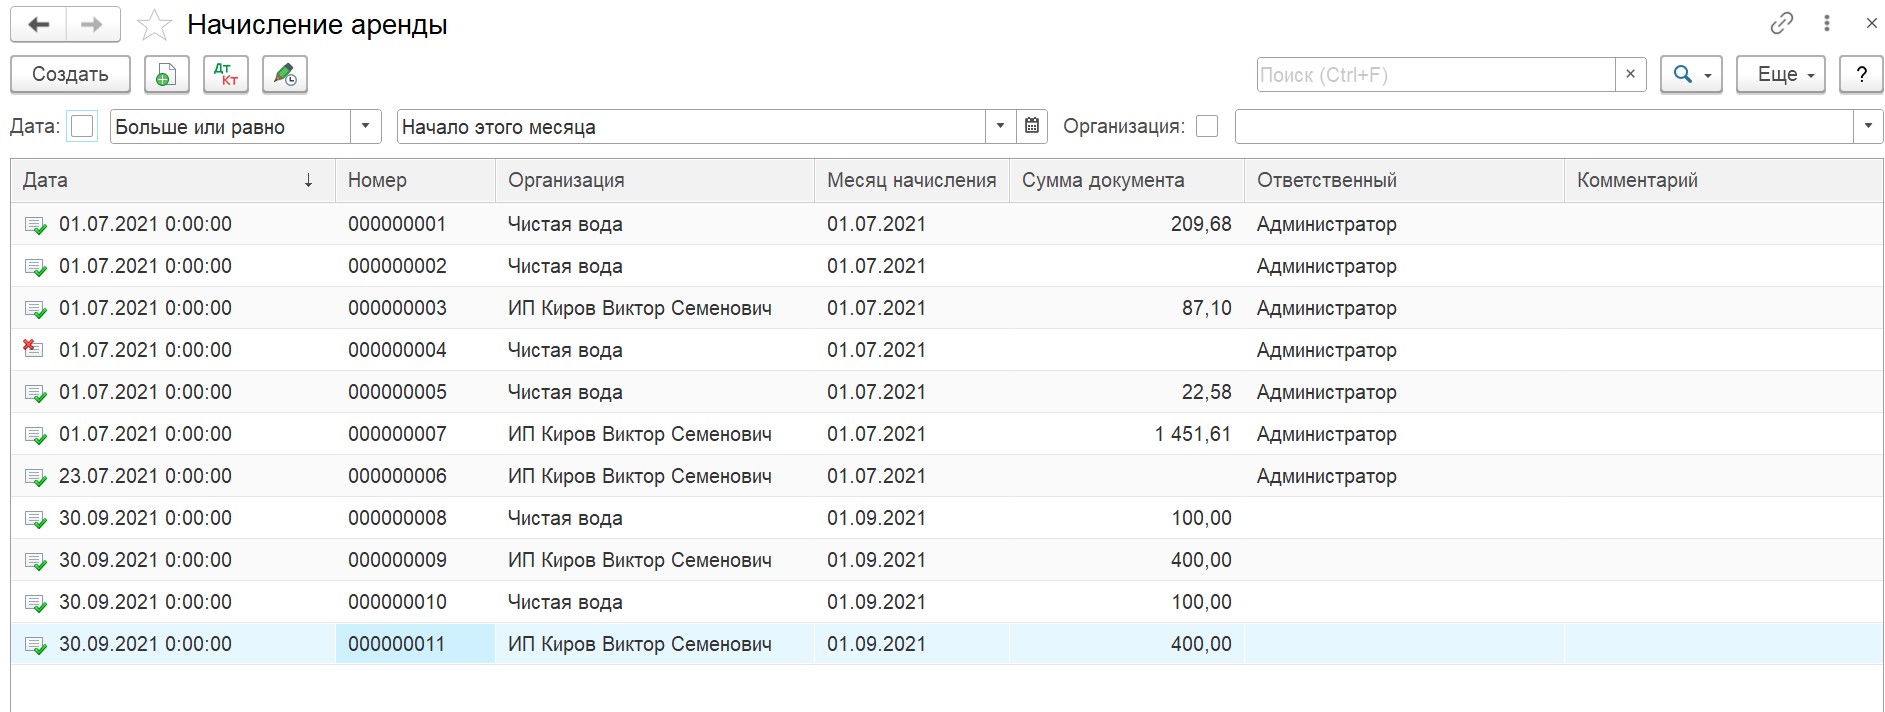 Начисление аренды
Создать Дт Кт Поиск (Ctrl+F) × Еще ?
Дата: Больше или равно Начало этого месяца Организация:
Дата ↓ Номер Организация Месяц начисления Сумма документа Ответственный Комментарий
01.07.2021 0:00:00 000000001 Чистая вода 01.07.2021 209,68 Администратор
01.07.2021 0:00:00 000000002 Чистая вода 01.07.2021 Администратор
01.07.2021 0:00:00 000000003 ИП Киров Виктор Семенович 01.07.2021 87,10 Администратор
01.07.2021 0:00:00 000000004 Чистая вода 01.07.2021 Администратор
01.07.2021 0:00:00 000000005 Чистая вода 01.07.2021 22,58 Администратор
01.07.2021 0:00:00 000000007 ИП Киров Виктор Семенович 01.07.2021 1 451,61 Администратор
23.07.2021 0:00:00 000000006 ИП Киров Виктор Семенович 01.07.2021 Администратор
30.09.2021 0:00:00 000000008 Чистая вода 01.09.2021 100,00
30.09.2021 0:00:00 000000009 ИП Киров Виктор Семенович 01.09.2021 400,00
30.09.2021 0:00:00 000000010 Чистая вода 01.09.2021 100,00
30.09.2021 0:00:00 000000011 ИП Киров Виктор Семенович 01.09.2021 400,00